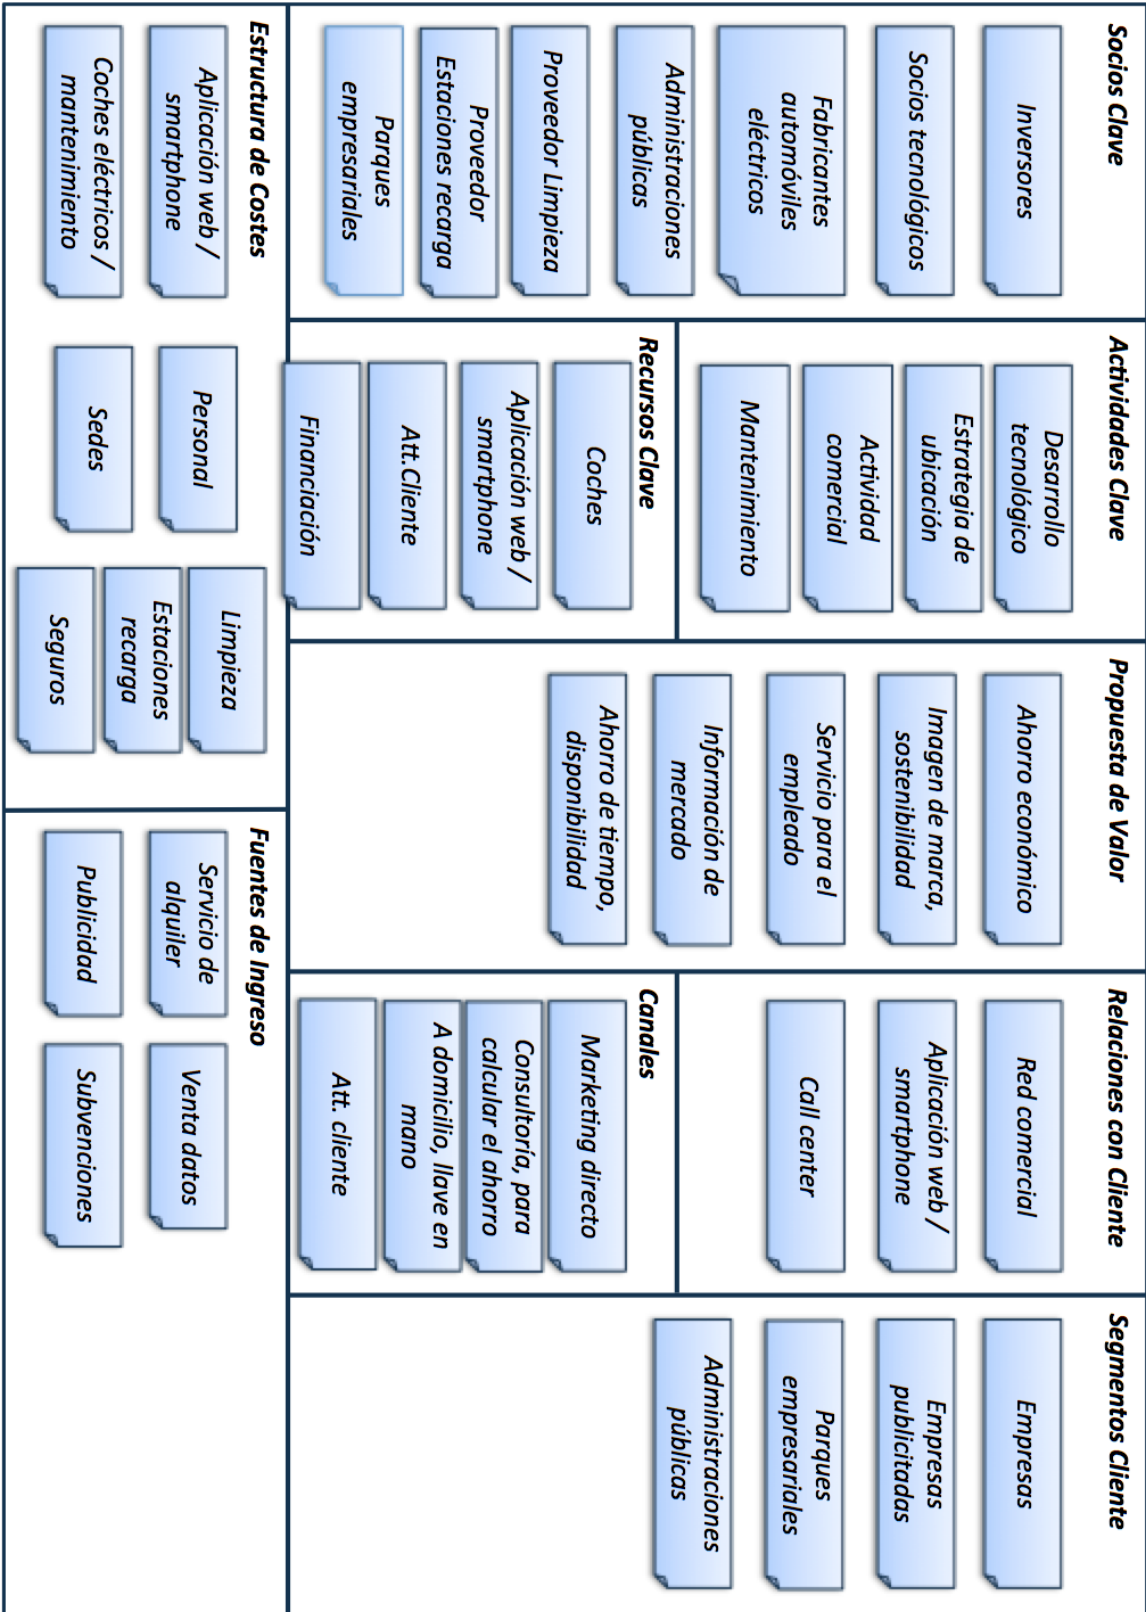 Socios Clave
Inversores
Socios tecnológicos
Fabricantes
automóviles
eléctricos
Administraciones
públicas
Proveedor Limpieza
Proveedor
Estaciones recarga
Parques
empresariales
Actividades Clave
Desarrollo
tecnológico
Estrategia de
ubicación
Actividad
comercial
Mantenimiento
Recursos Clave
Coches
Aplicación web /
smartphone
Att.Cliente
Financiación
Propuesta de Valor
Ahorro económico
Imagen de marca,
sostenibilidad
Servicio para el
empleado
Información de
mercado
Ahorro de tiempo,
disponibilidad
Relaciones con Cliente
Red comercial
Aplicación web /
smartphone
Call center
Canales
Marketing directo
Consultoría, para
calcular el ahorro
A domicilio, llave en
mano
Att. cliente
Segmentos Cliente
Empresas
Empresas
publicitadas
Parques
empresariales
Administraciones
públicas
Estructura de Costes
Aplicación web /
smartphone
Coches eléctricos /
mantenimiento
Personal
Sedes
Limpieza
Estaciones
recarga
Seguros
Fuentes de Ingreso
Servicio de
alquiler
Publicidad
Venta datos
Subvenciones